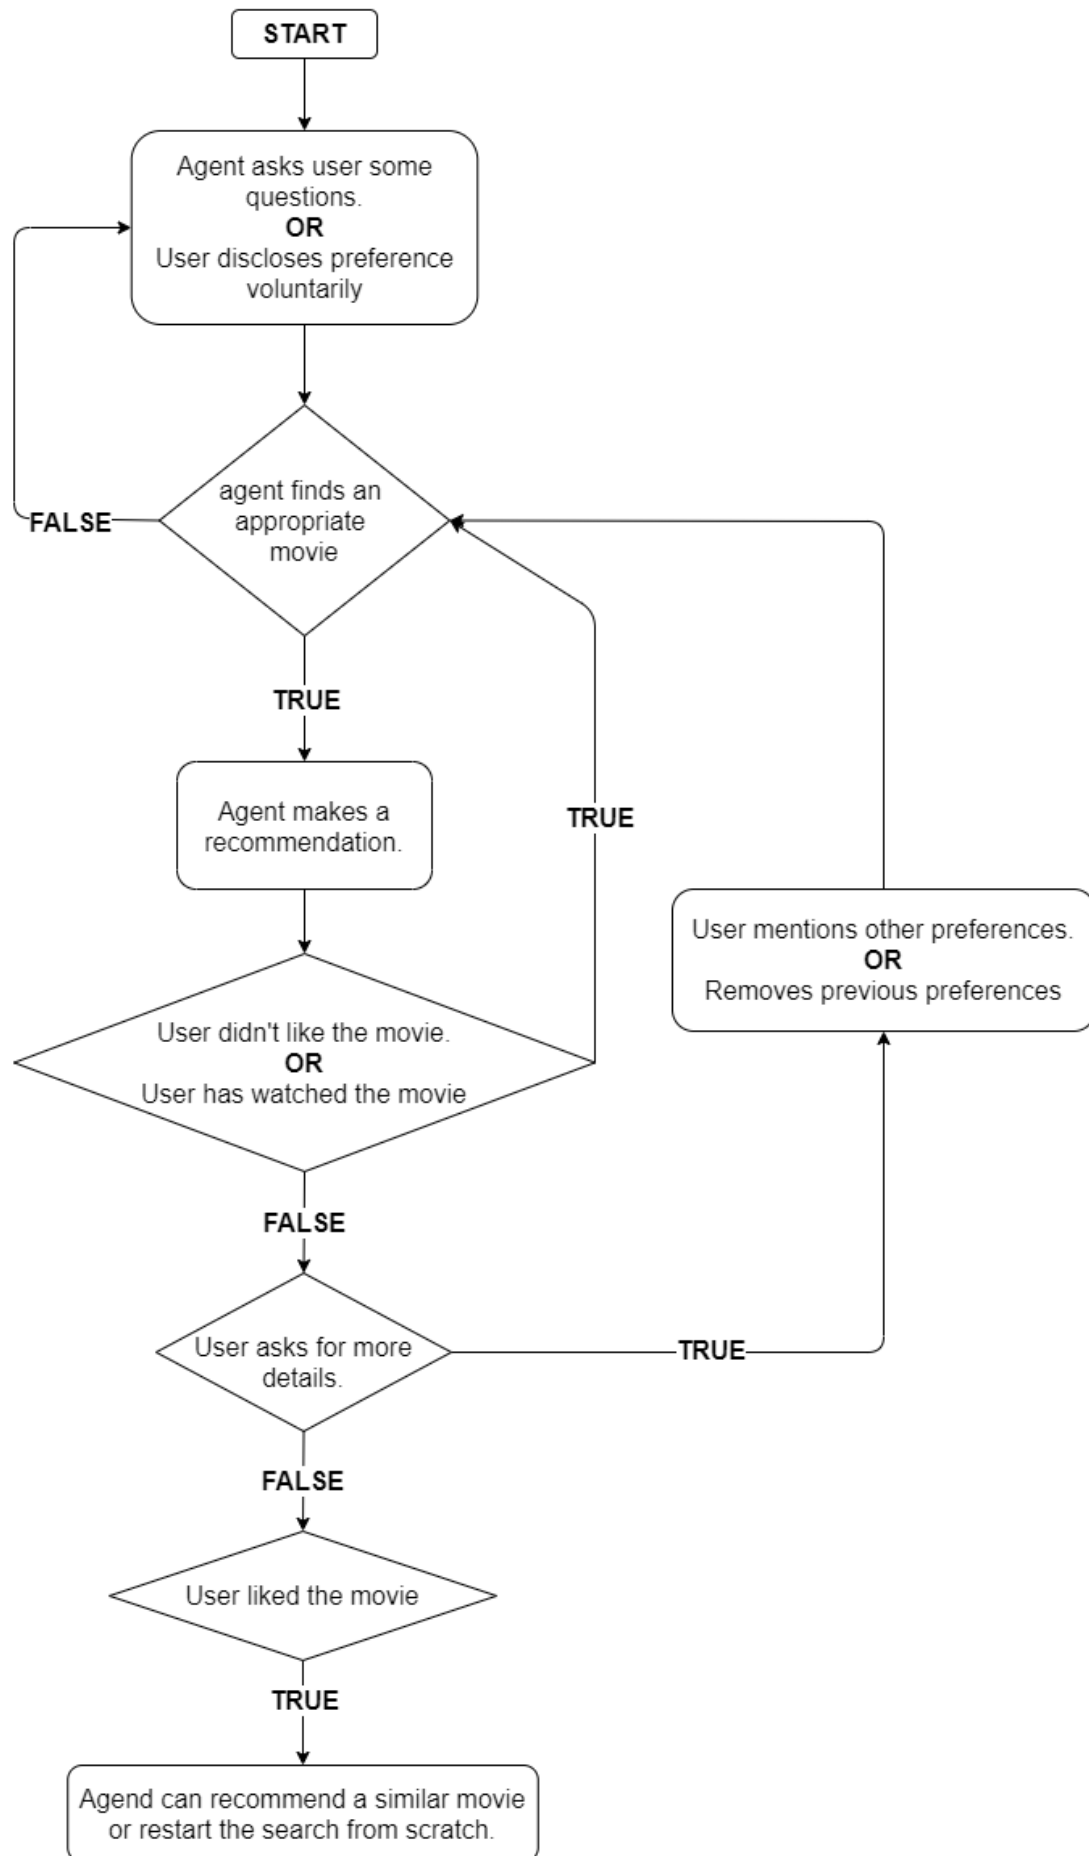 START
Agent asks user some
questions.
OR
User discloses preference
voluntarily
agent finds an
appropriate
movie
FALSE
TRUE
Agent makes a
recommendation.
TRUE
User mentions other preferences.
OR
Removes previous preferences
User didn't like the movie.
OR
User has watched the movie
FALSE
User asks for more
details.
TRUE
FALSE
User liked the movie
TRUE
Agend can recommend a similar movie
or restart the search from scratch.